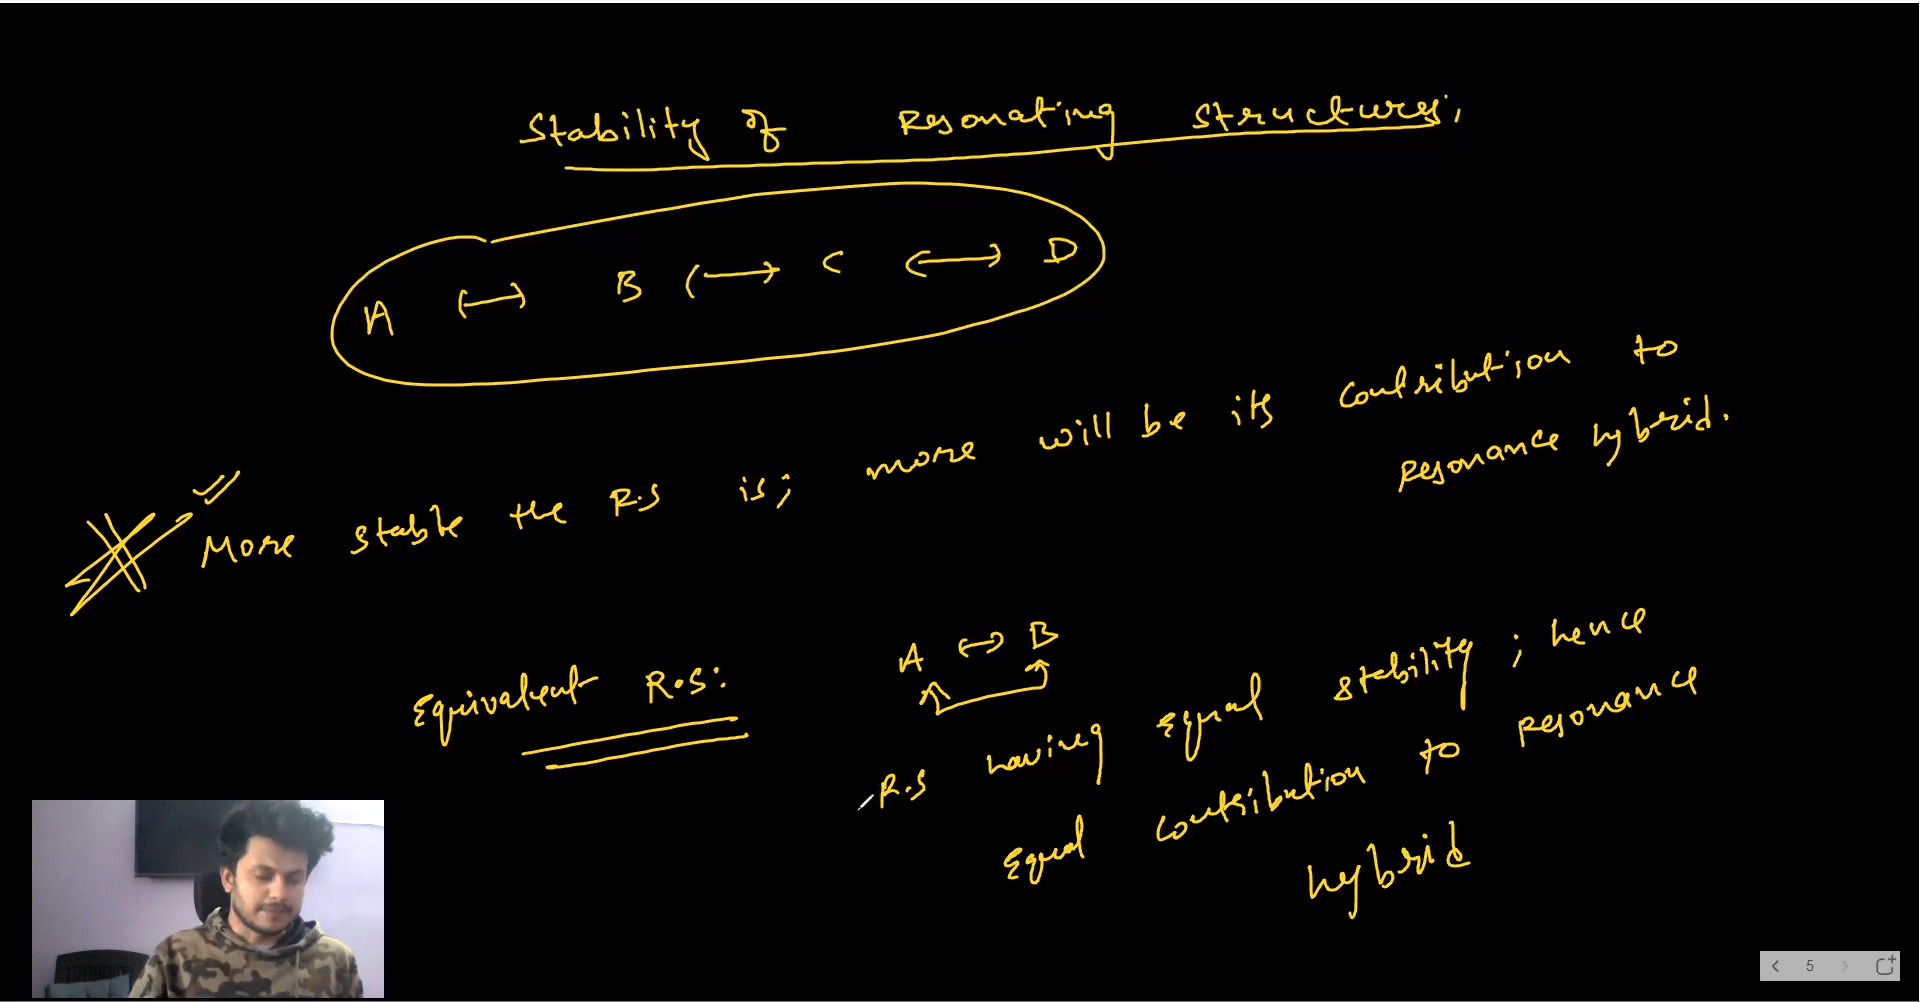 Stability of Resonating structures.
A ↔ B ↔ C ↔ D
More stable the R.S is; more will be its contribution to
resonance hybrid.
Equivalent R.S:
A ↔ B
R.S having equal stability; hence
equal contribution to resonance
hybrid
5